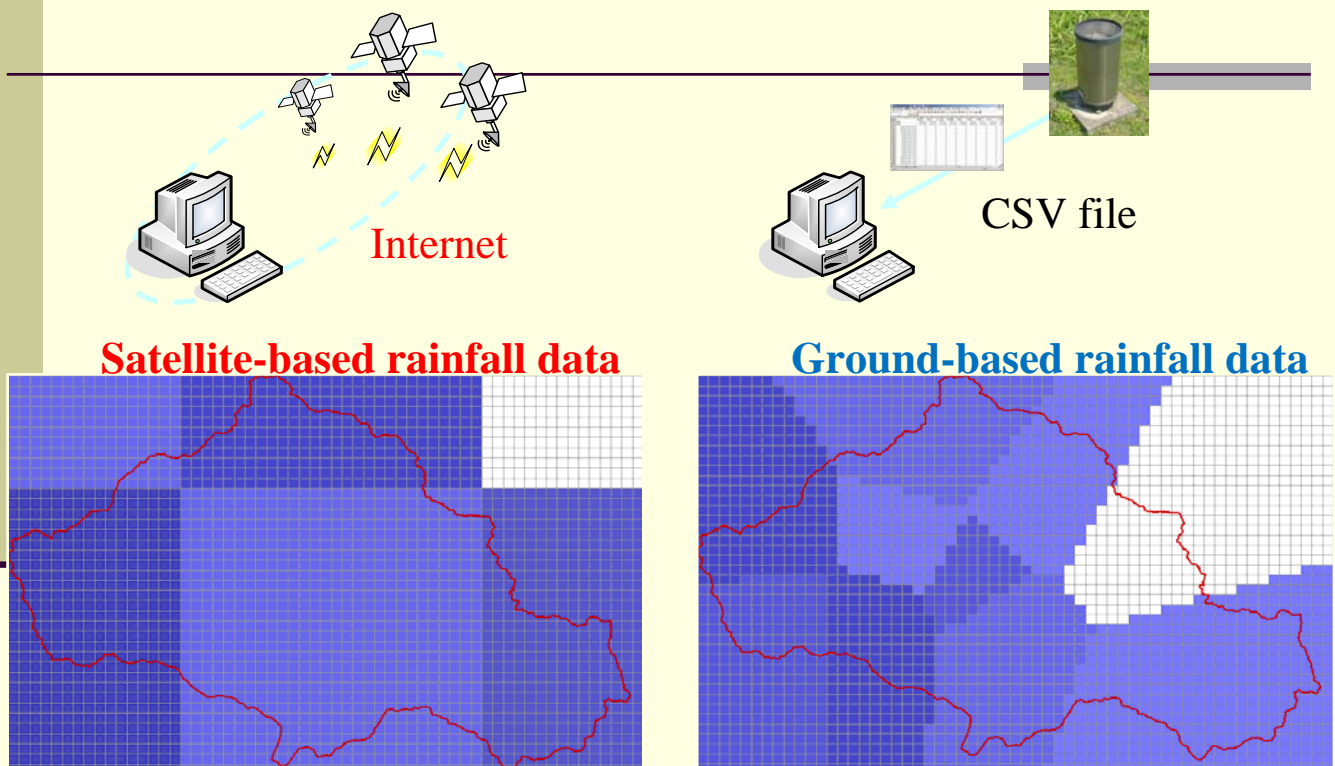 Internet
CSV file
Satellite-based rainfall data
Ground-based rainfall data